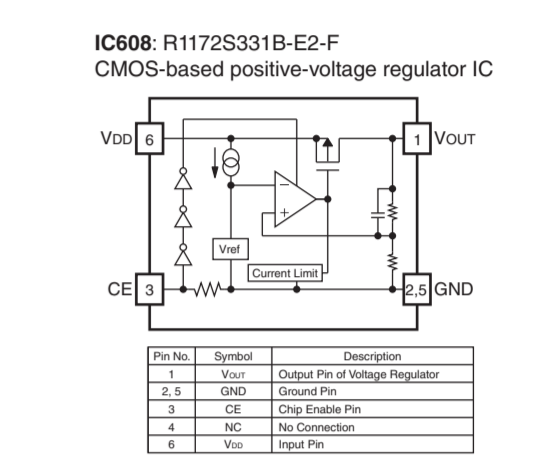 IC608: R1172S331B-E2-F
CMOS-based positive-voltage regulator IC
VDD 6
1 VOUT
−
+
Vref
Current Limit
CE 3
2,5 GND
Pin No. Symbol Description
1 VOUT Output Pin of Voltage Regulator
2, 5 GND Ground Pin
3 CE Chip Enable Pin
4 NC No Connection
6 VDD Input Pin